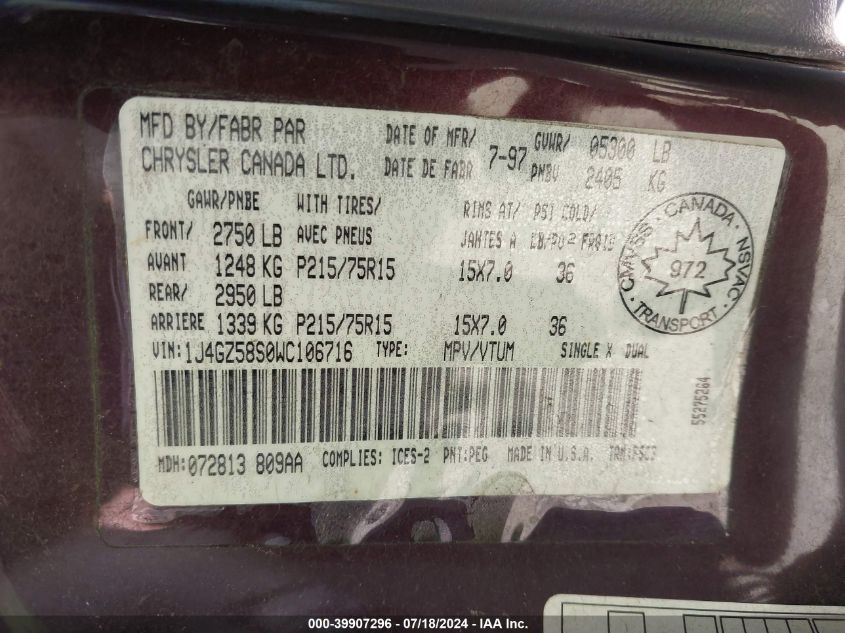 MFD BY/FABR PAR DATE OF MFR/ 7-97 GVWR/ 05300 LB
CHRYSLER CANADA LTD. DATE DE FABR PNBV 2405 KG
GAWR/PNBE WITH TIRES/ RIMS AT/ PSI COLD/
FRONT/ 2750 LB AVEC PNEUS JANTES A
AVANT 1248 KG P215/75R15 15X7.0 36
REAR/ 2950 LB
ARRIERE 1339 KG P215/75R15 15X7.0 36
CANADA
CMVSS 972 NSVAC
TRANSPORT
VIN:1J4GZ58S0WC106716 TYPE: MPV/VTUM SINGLE X DUAL
55275264
MDH:072813 809AA COMPLIES: ICES-2 PNT:PEG MADE IN U.S.A.
000-39907296 - 07/18/2024 - IAA Inc.